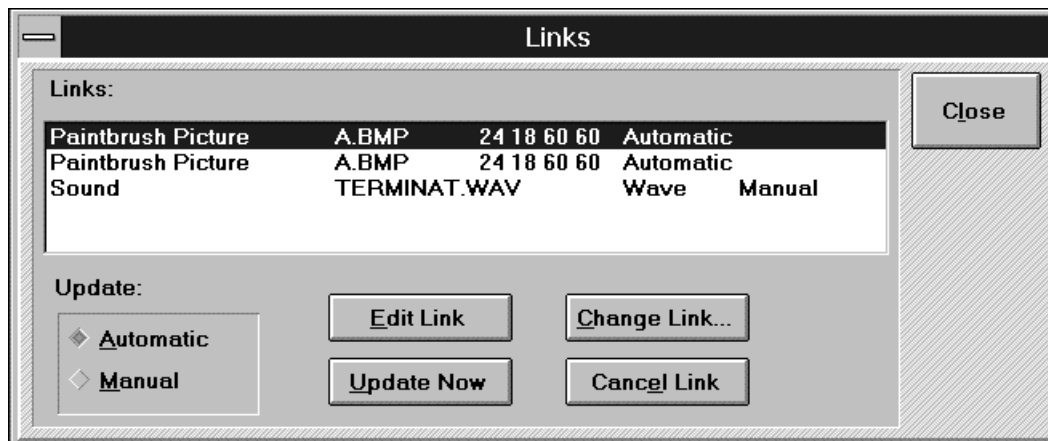 Links
Links:
Close
Paintbrush Picture A.BMP 24 18 60 60 Automatic
Paintbrush Picture A.BMP 24 18 60 60 Automatic
Sound TERMINAT.WAV Wave Manual
Update:
Automatic
Manual
Edit Link
Change Link...
Update Now
Cancel Link